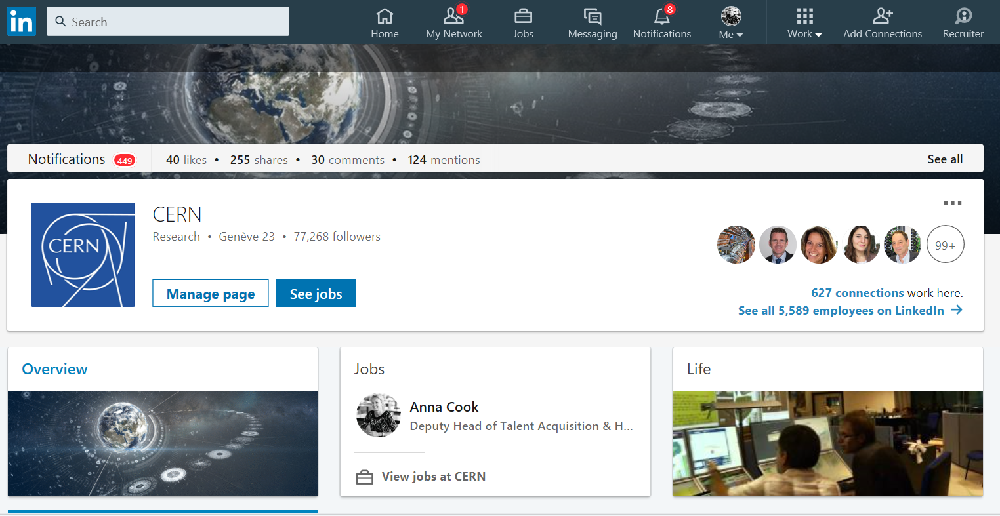 in
Search
Home
1
My Network
Jobs
Messaging
8
Notifications
Me
Work
Add Connections
Recruiter
Notifications 449
40 likes • 255 shares • 30 comments • 124 mentions
See all
CERN
CERN
Research • Genève 23 • 77,268 followers
Manage page
See jobs
99+
627 connections work here.
See all 5,589 employees on LinkedIn →
Overview
Jobs
Anna Cook
Deputy Head of Talent Acquisition & H...
View jobs at CERN
Life